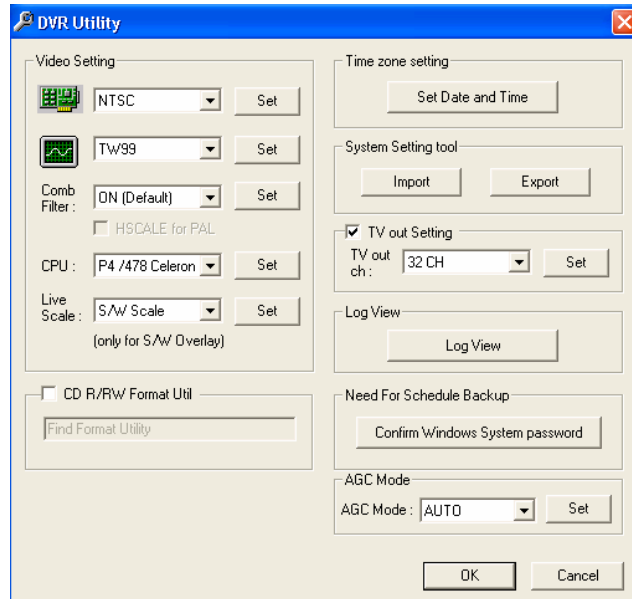 DVR Utility
Video Setting
NTSC
Set
TW99
Set
Comb
Filter :
ON (Default)
Set
HSCALE for PAL
CPU :
P4 /478 Celeron
Set
Live
Scale :
S/W Scale
Set
(only for S/W Overlay)
CD R/RW Format Util
Find Format Utility
Time zone setting
Set Date and Time
System Setting tool
Import
Export
TV out Setting
TV out
ch :
32 CH
Set
Log View
Log View
Need For Schedule Backup
Confirm Windows System password
AGC Mode
AGC Mode :
AUTO
Set
OK
Cancel